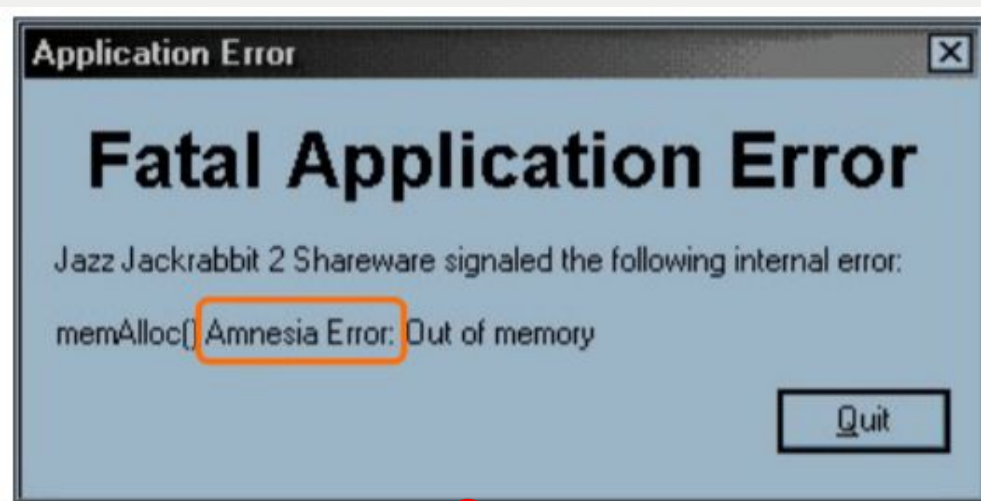 Application Error
Fatal Application Error
Jazz Jackrabbit 2 Shareware signaled the following internal error:
memAlloc() Amnesia Error: Out of memory
Quit